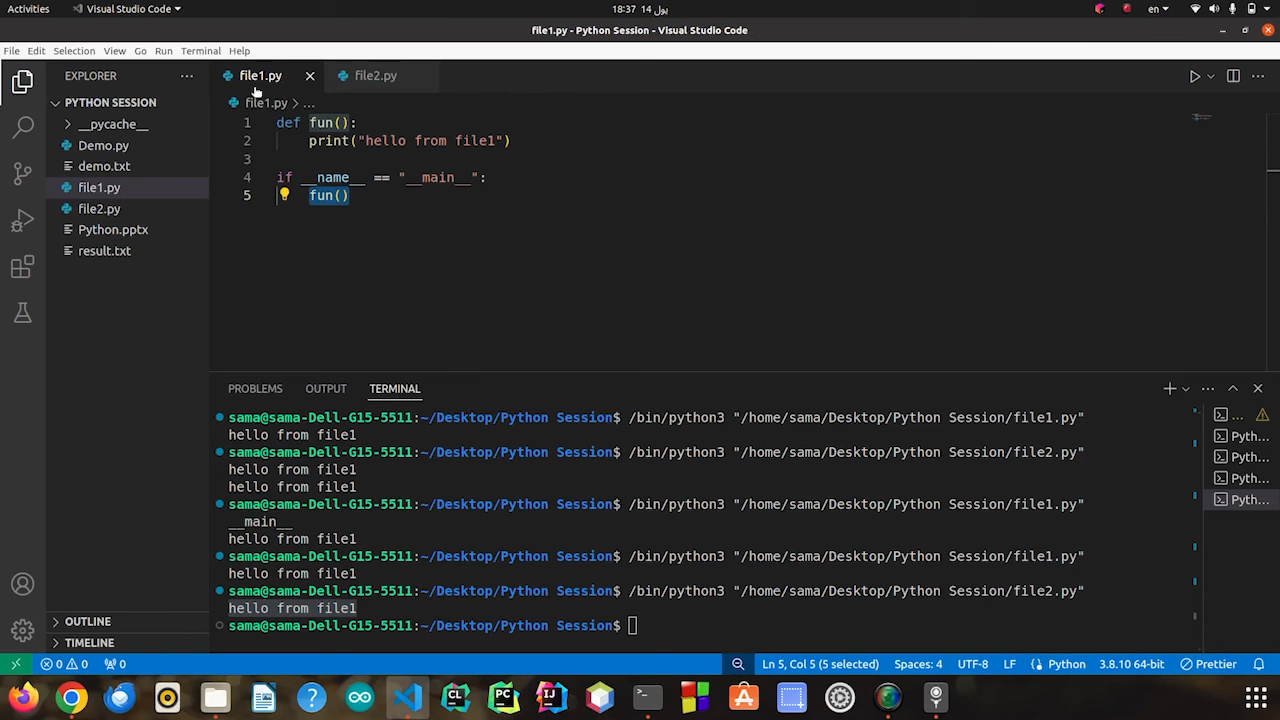 Activities
Visual Studio Code
يول 14 18:37
en
file1.py - Python Session - Visual Studio Code
File Edit Selection View Go Run Terminal Help
EXPLORER
PYTHON SESSION
__pycache__
Demo.py
demo.txt
file1.py
file2.py
Python.pptx
result.txt
OUTLINE
TIMELINE
file1.py
file2.py
file1.py > ...
1 def fun():
2 print("hello from file1")
3
4 if __name__ == "__main__":
5 fun()
PROBLEMS OUTPUT TERMINAL
sama@sama-Dell-G15-5511:~/Desktop/Python Session$ /bin/python3 "/home/sama/Desktop/Python Session/file1.py"
hello from file1
sama@sama-Dell-G15-5511:~/Desktop/Python Session$ /bin/python3 "/home/sama/Desktop/Python Session/file2.py"
hello from file1
hello from file1
sama@sama-Dell-G15-5511:~/Desktop/Python Session$ /bin/python3 "/home/sama/Desktop/Python Session/file1.py"
__main__
hello from file1
sama@sama-Dell-G15-5511:~/Desktop/Python Session$ /bin/python3 "/home/sama/Desktop/Python Session/file1.py"
hello from file1
sama@sama-Dell-G15-5511:~/Desktop/Python Session$ /bin/python3 "/home/sama/Desktop/Python Session/file2.py"
hello from file1
sama@sama-Dell-G15-5511:~/Desktop/Python Session$
...
Pyth...
Pyth...
Pyth...
Pyth...
0 0 0
Ln 5, Col 5 (5 selected) Spaces: 4 UTF-8 LF Python 3.8.10 64-bit Prettier
CL PC IJ